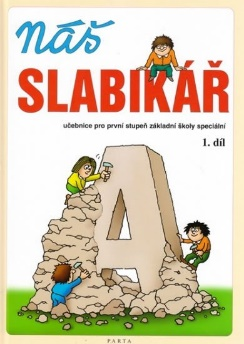 náš
SLABIKÁŘ
učebnice pro první stupeň základní školy speciální
1. díl
A
PARTA